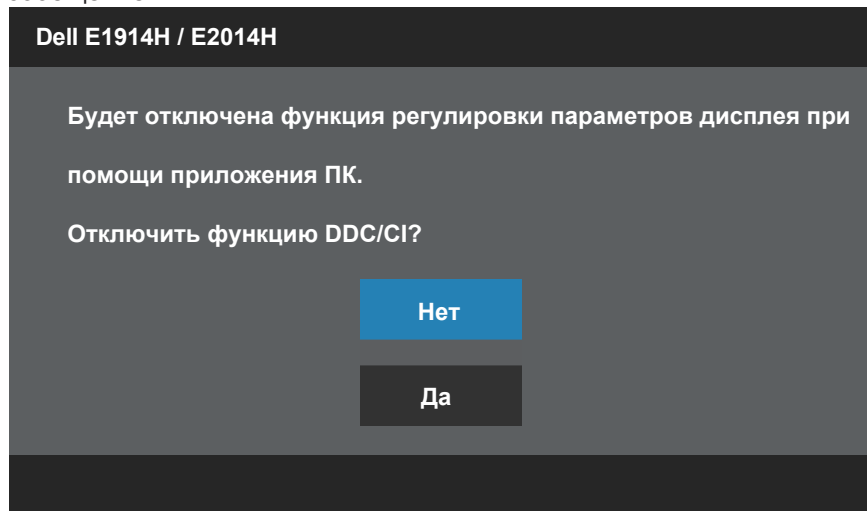 Dell E1914H / E2014H
Будет отключена функция регулировки параметров дисплея при
помощи приложения ПК.
Отключить функцию DDC/CI?
Нет
Да